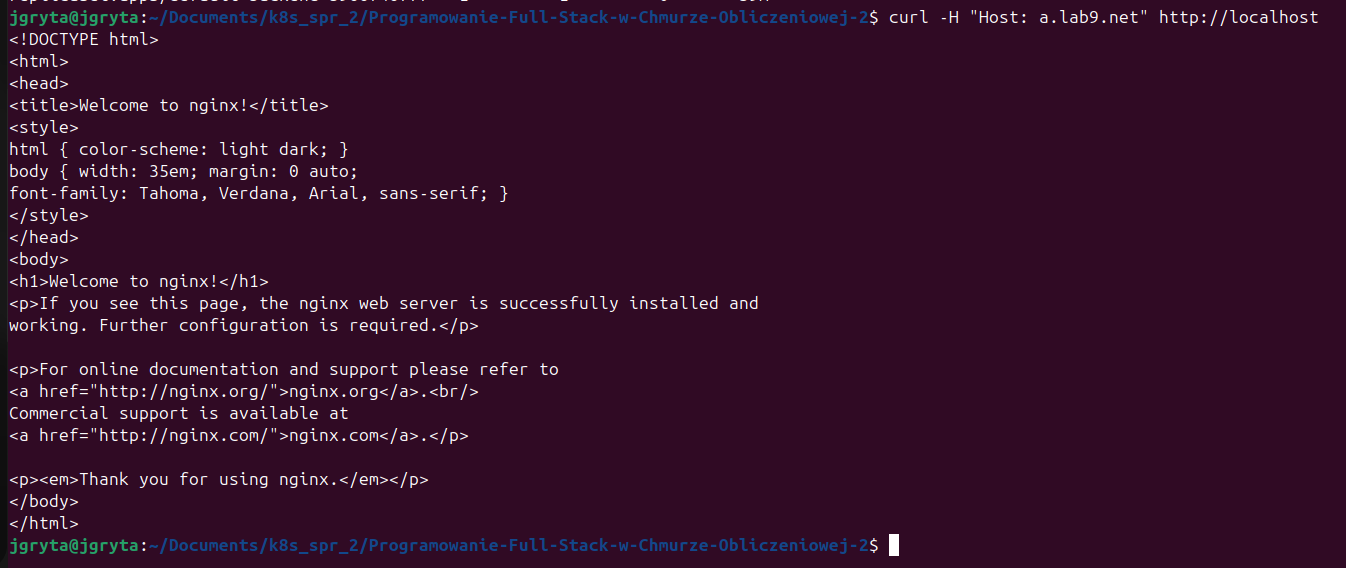 jgryta@jgryta:~/Documents/k8s_spr_2/Programowanie-Full-Stack-w-Chmurze-Obliczeniowej-2$ curl -H "Host: a.lab9.net" http://localhost
<!DOCTYPE html>
<html>
<head>
<title>Welcome to nginx!</title>
<style>
html { color-scheme: light dark; }
body { width: 35em; margin: 0 auto;
font-family: Tahoma, Verdana, Arial, sans-serif; }
</style>
</head>
<body>
<h1>Welcome to nginx!</h1>
<p>If you see this page, the nginx web server is successfully installed and
working. Further configuration is required.</p>

<p>For online documentation and support please refer to
<a href="http://nginx.org/">nginx.org</a>.<br/>
Commercial support is available at
<a href="http://nginx.com/">nginx.com</a>.</p>

<p><em>Thank you for using nginx.</em></p>
</body>
</html>
jgryta@jgryta:~/Documents/k8s_spr_2/Programowanie-Full-Stack-w-Chmurze-Obliczeniowej-2$